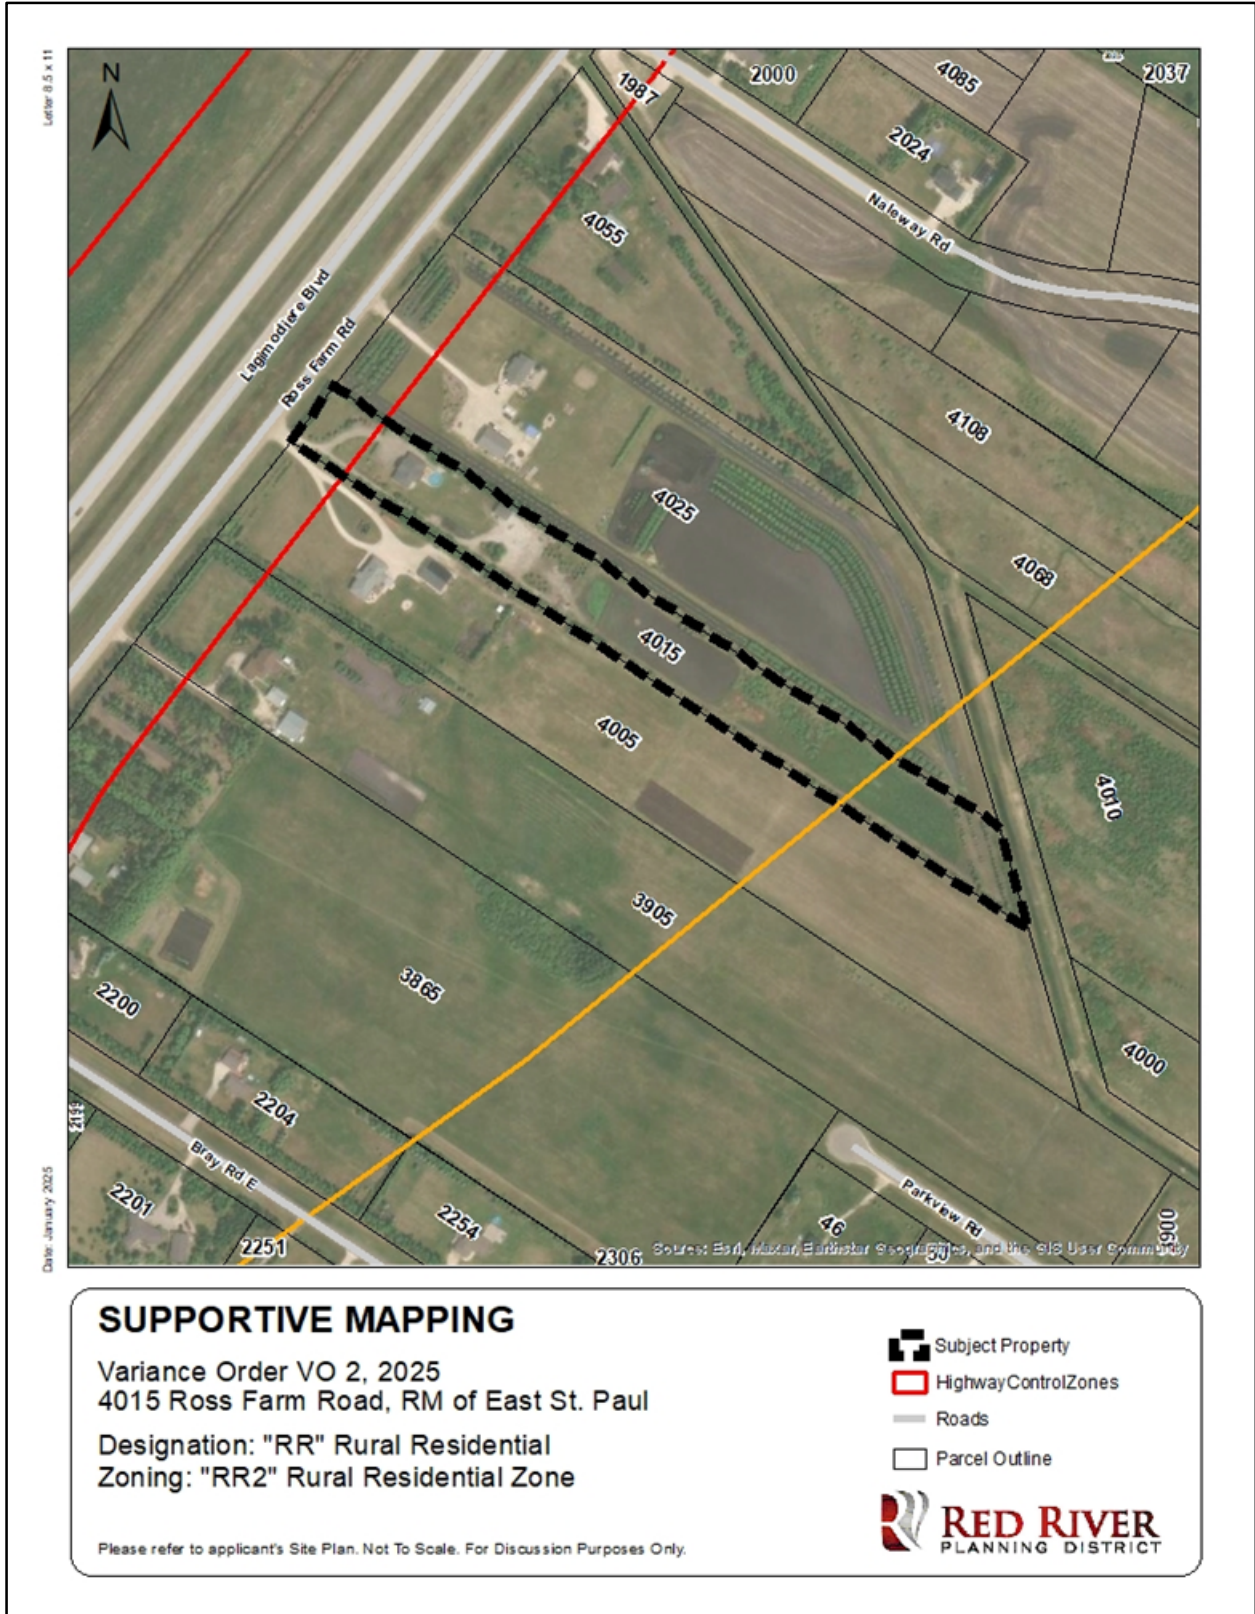 Letter 8.5 x 11
N
1987
2000
4085
2037
2024
Naleway Rd
4055
Lagimodiere Blvd
Ross Farm Rd
4108
4025
4068
4015
4005
4010
3905
3865
2200
4000
2204
Bray Rd E
2201
2254
2251
2306
46
Parkview Rd
50
Source: Esri, Maxar, Earthstar Geographics, and the GIS User Community
Date: January 2025
SUPPORTIVE MAPPING
Variance Order VO 2, 2025
4015 Ross Farm Road, RM of East St. Paul
Designation: "RR" Rural Residential
Zoning: "RR2" Rural Residential Zone
Please refer to applicant's Site Plan. Not To Scale. For Discussion Purposes Only.
Subject Property
HighwayControlZones
Roads
Parcel Outline
RED RIVER
PLANNING DISTRICT